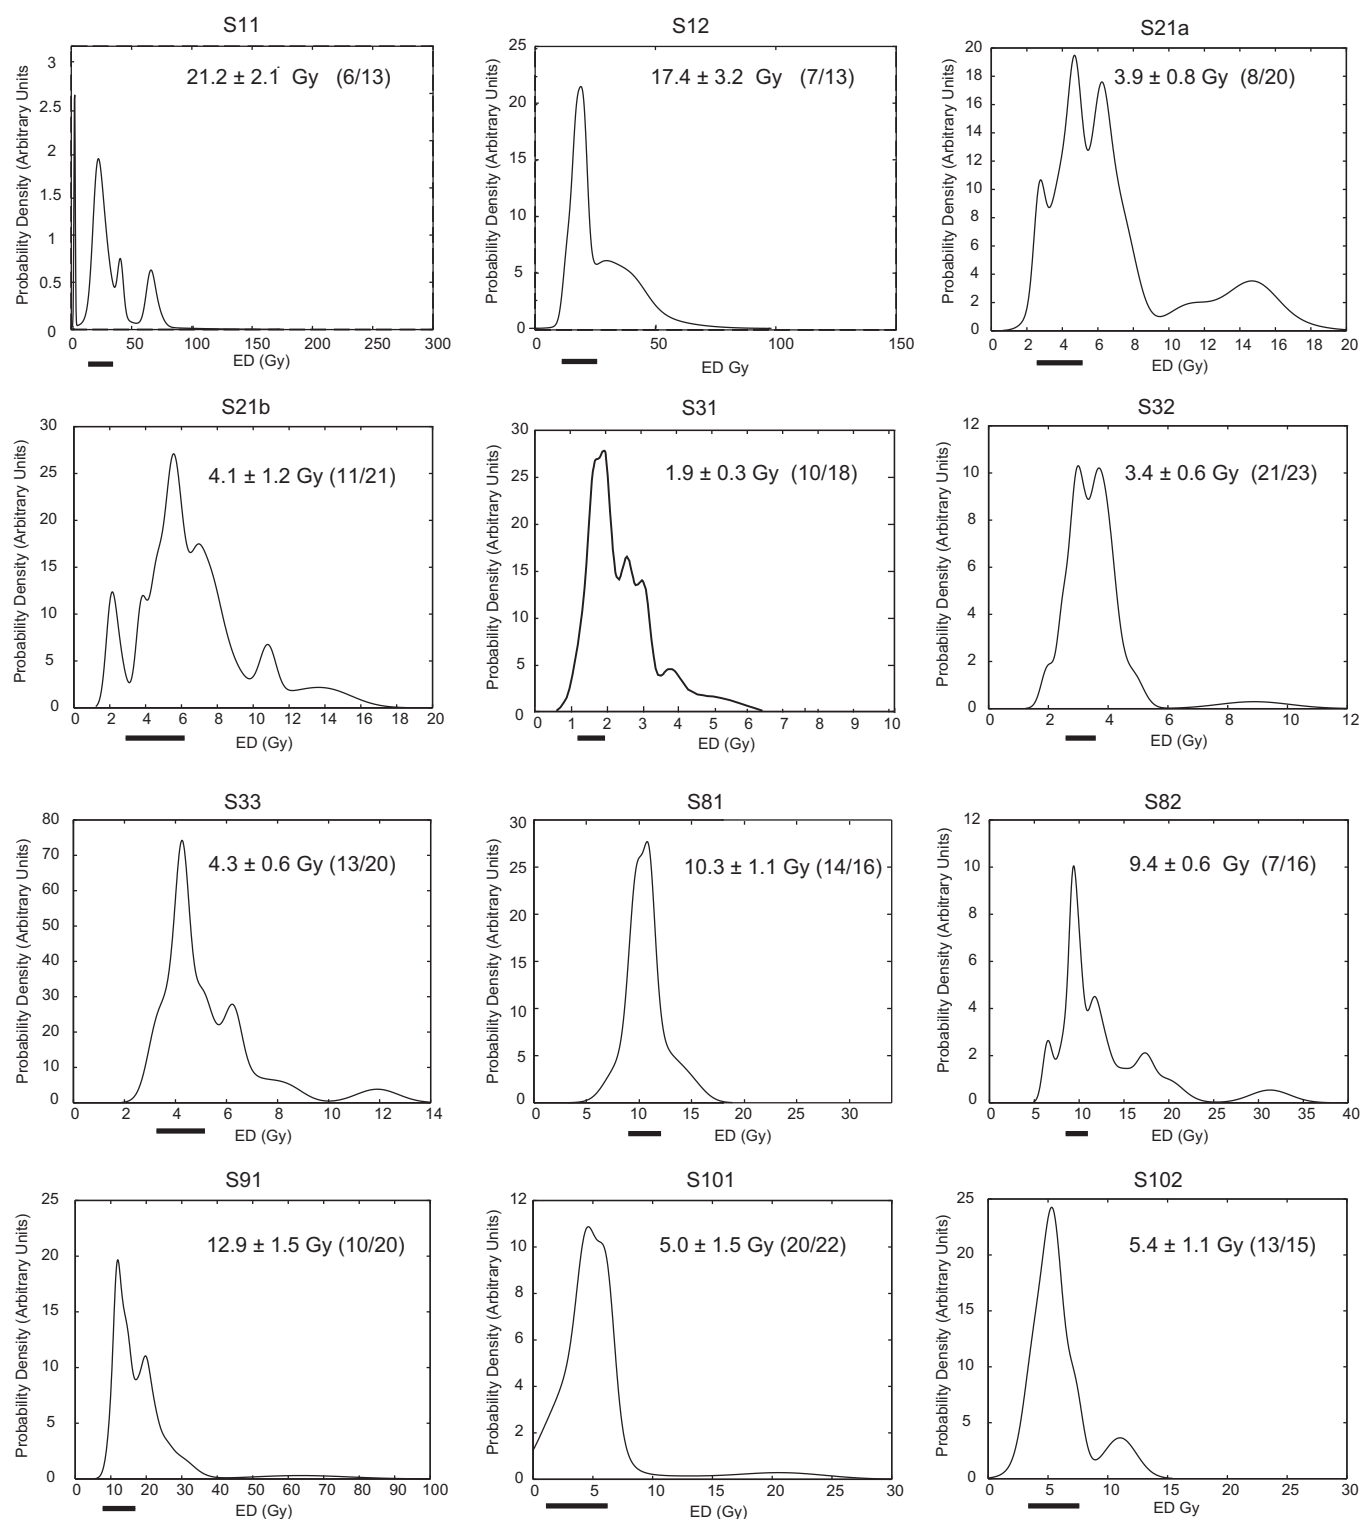 S11
Probability Density (Arbitrary Units
21.2 ± 2.1 Gy (6/13)
3
2.5
2
1.5
1
0.5
0
0 50 100 150 200 250 300
ED (Gy)
S12
Probability Density (Arbitrary Units)
17.4 ± 3.2 Gy (7/13)
25
20
15
10
5
0
0 50 100 150
ED Gy
S21a
Probability Density (Arbitrary Units)
3.9 ± 0.8 Gy (8/20)
20
18
16
14
12
10
8
6
4
2
0
0 2 4 6 8 10 12 14 16 18 20
ED (Gy)
S21b
Probability Density (Arbitrary Units)
4.1 ± 1.2 Gy (11/21)
30
25
20
15
10
5
0
0 2 4 6 8 10 12 14 16 18 20
ED (Gy)
S31
Probability Density (Arbitrary Units)
1.9 ± 0.3 Gy (10/18)
30
25
20
15
10
5
0
0 1 2 3 4 5 6 7 8 9 10
ED (Gy)
S32
Probability Density (Arbitrary Units)
3.4 ± 0.6 Gy (21/23)
12
10
8
6
4
2
0
0 2 4 6 8 10 12
ED (Gy)
S33
Probability Density (Arbitrary Units)
4.3 ± 0.6 Gy (13/20)
80
70
60
50
40
30
20
10
0
0 2 4 6 8 10 12 14
ED (Gy)
S81
Probability Density (Arbitrary Units)
10.3 ± 1.1 Gy (14/16)
30
25
20
15
10
5
0
0 5 10 15 20 25 30
ED (Gy)
S82
Probability Density (Arbitrary Units)
9.4 ± 0.6 Gy (7/16)
12
10
8
6
4
2
0
0 5 10 15 20 25 30 35 40
ED (Gy)
S91
Probability Density (Arbitrary Units)
12.9 ± 1.5 Gy (10/20)
25
20
15
10
5
0
0 10 20 30 40 50 60 70 80 90 100
ED (Gy)
S101
Probability Density (Arbitrary Units)
5.0 ± 1.5 Gy (20/22)
12
10
8
6
4
2
0
0 5 10 15 20 25 30
ED (Gy)
S102
Probability Density (Arbitrary Units)
5.4 ± 1.1 Gy (13/15)
25
20
15
10
5
0
0 5 10 15 20 25 30
ED Gy